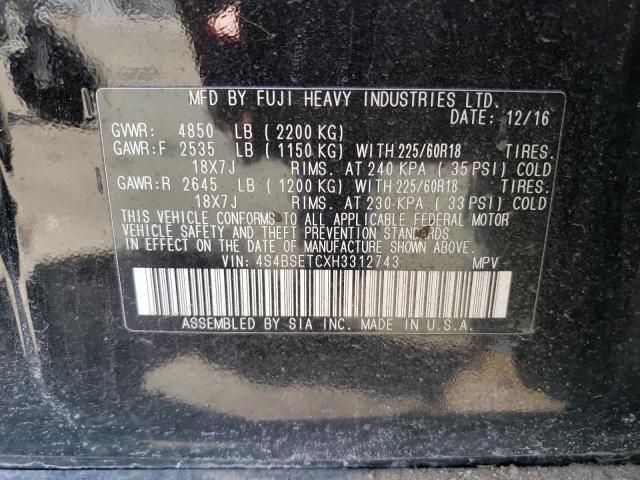 MFD BY FUJI HEAVY INDUSTRIES LTD.
DATE: 12/16
GVWR: 4850 LB ( 2200 KG)
GAWR:F 2535 LB ( 1150 KG) WITH 225/60R18 TIRES.
18X7J RIMS. AT 240 KPA ( 35 PSI) COLD
GAWR:R 2645 LB ( 1200 KG) WITH 225/60R18 TIRES.
18X7J RIMS. AT 230 KPA ( 33 PSI) COLD
THIS VEHICLE CONFORMS TO ALL APPLICABLE FEDERAL MOTOR
VEHICLE SAFETY AND THEFT PREVENTION STANDARDS
IN EFFECT ON THE DATE OF MANUFACTURE SHOWN ABOVE.
VIN: 4S4BSETCXH3312743 MPV
ASSEMBLED BY SIA INC. MADE IN U.S.A.